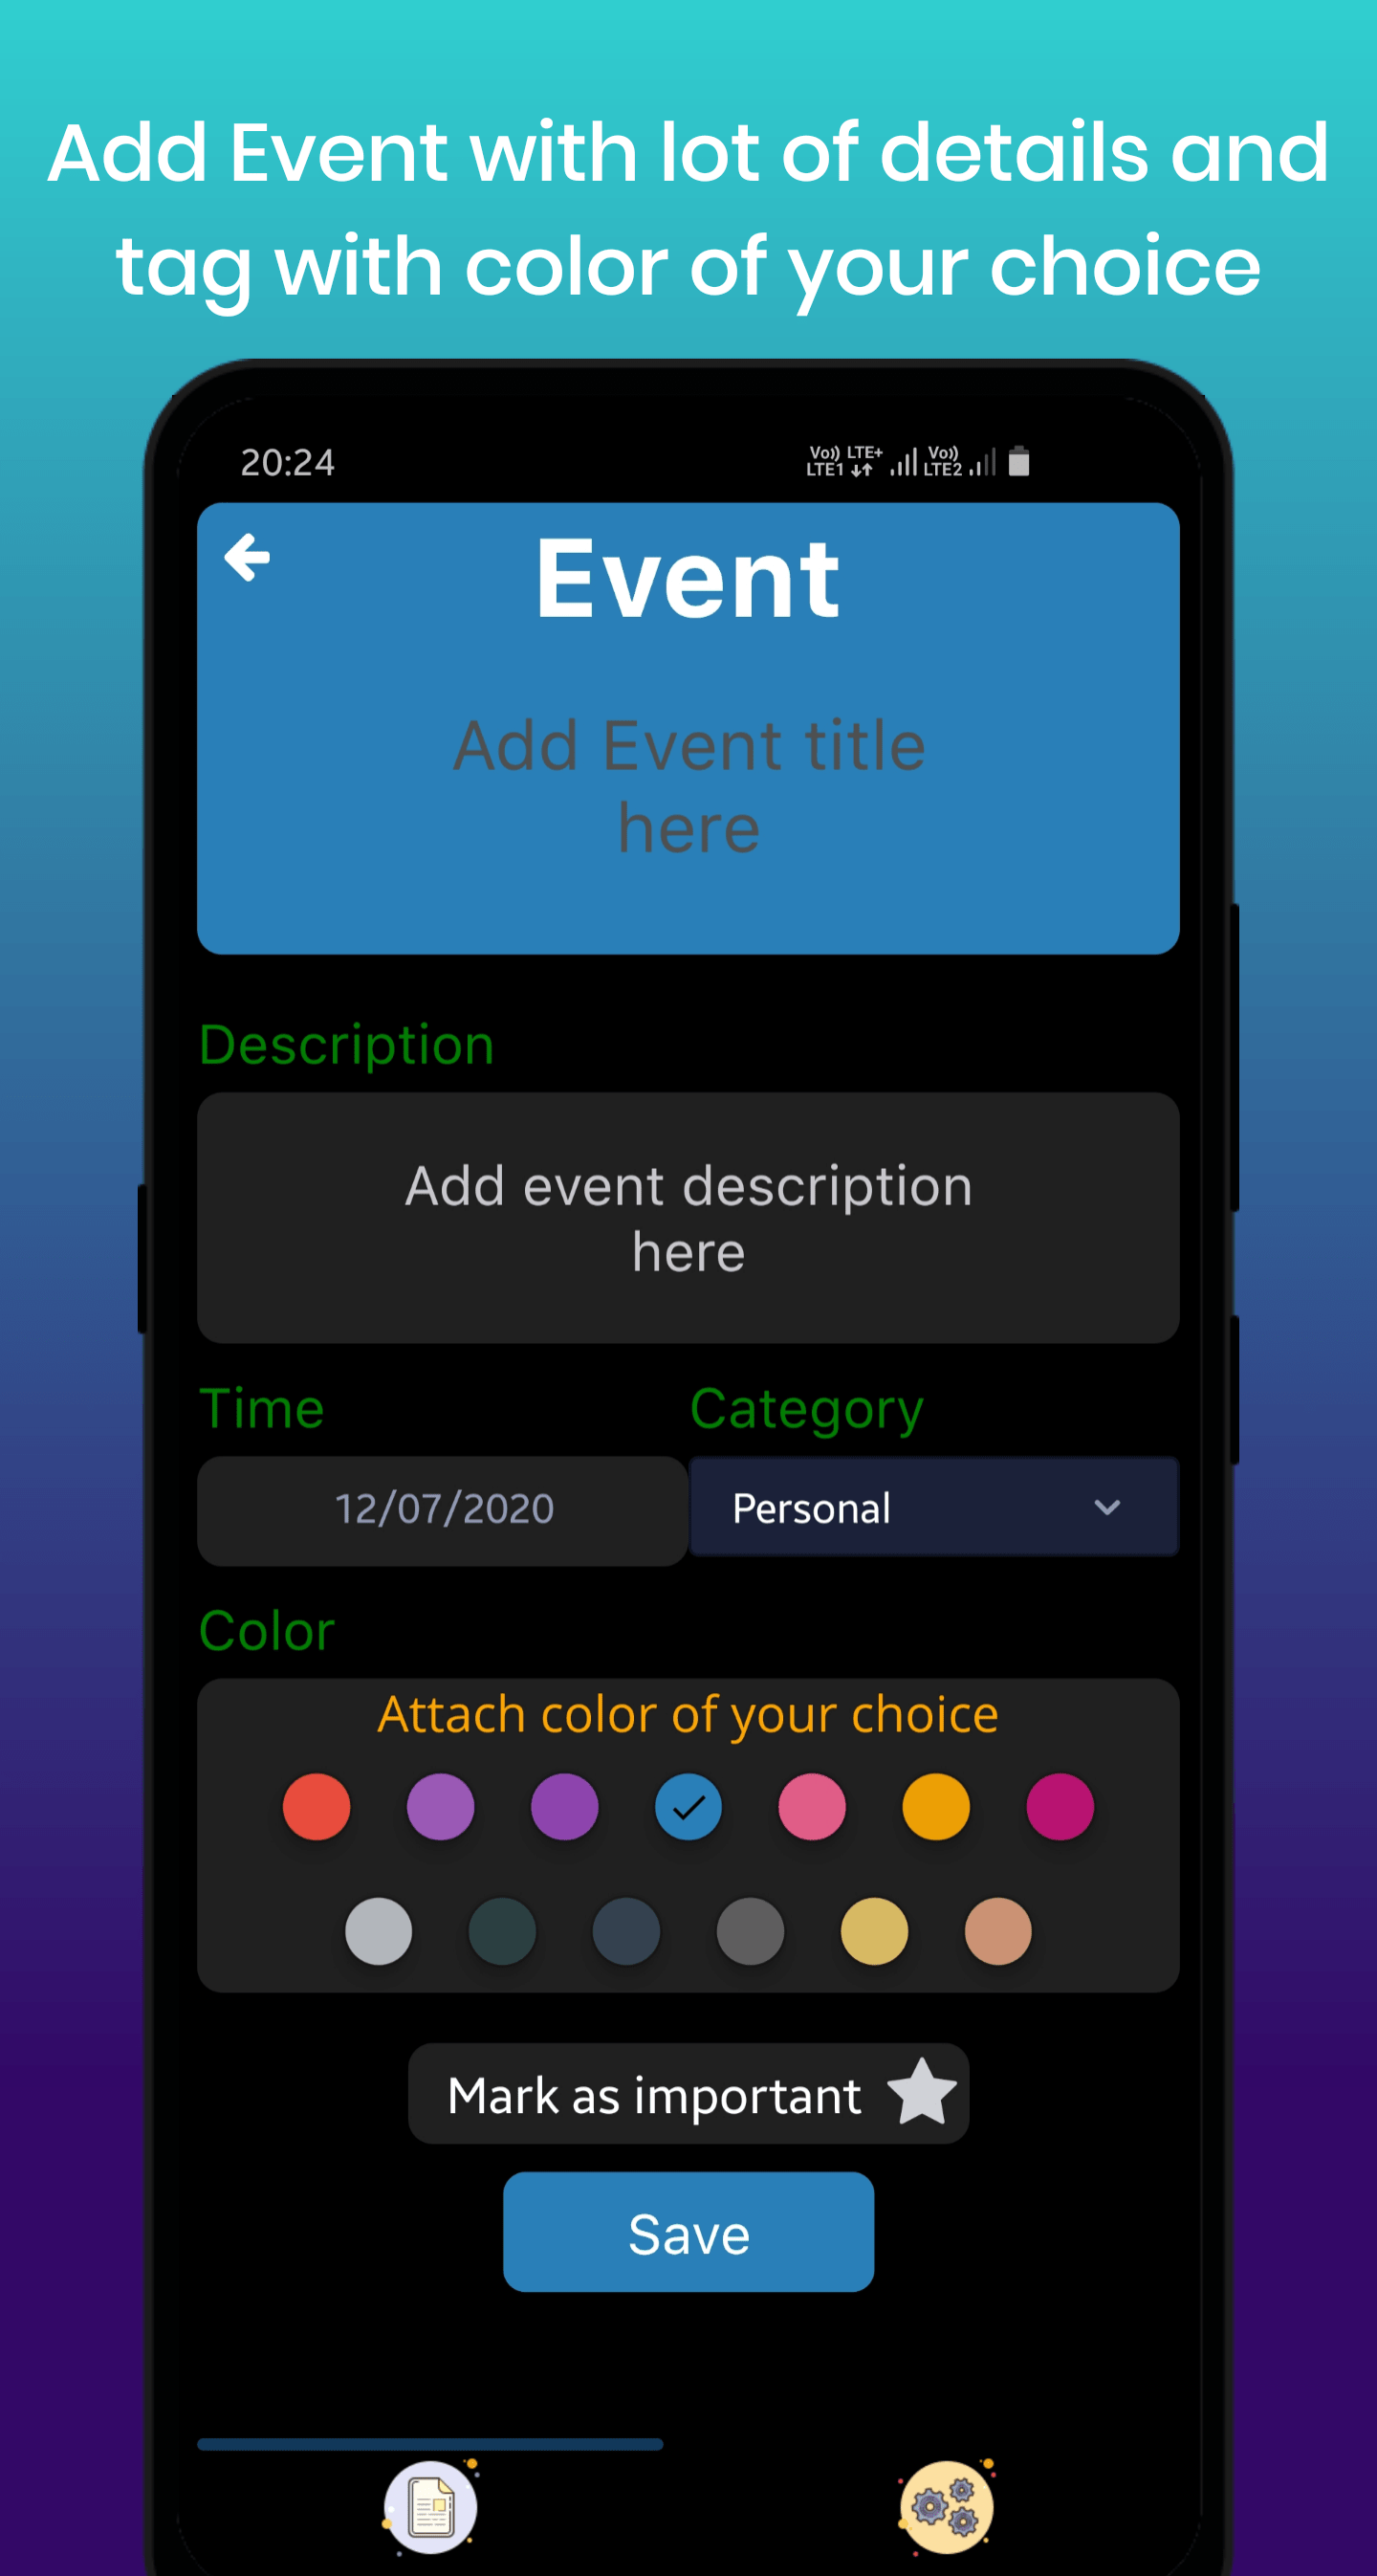 Add Event with lot of details and
tag with color of your choice
20:24
Vo)) LTE+ Vo))
LTE1 LTE2
Event
Add Event title
here
Description
Add event description
here
Time Category
12/07/2020 Personal
Color
Attach color of your choice
Mark as important
Save